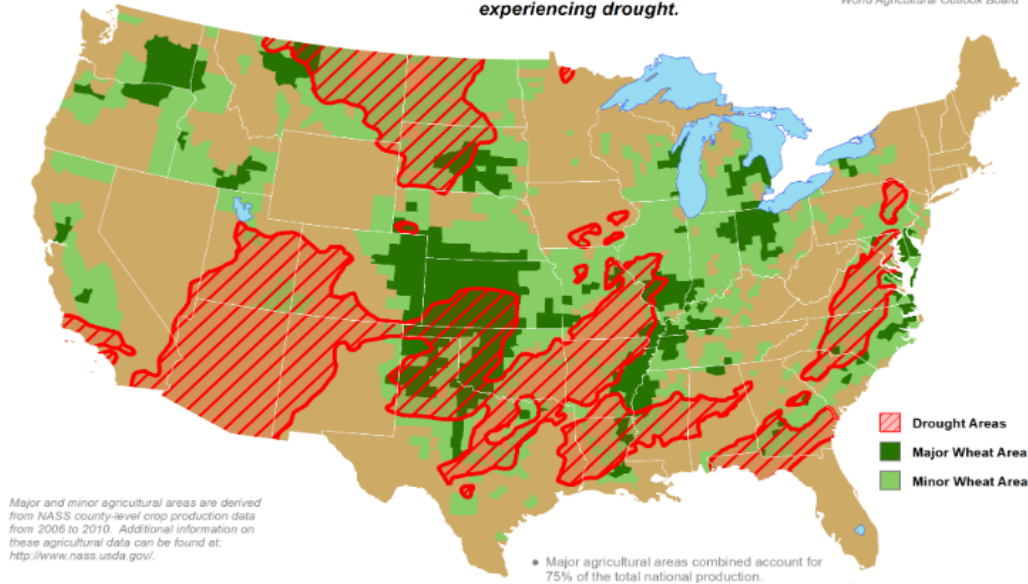 experiencing drought.
World Agricultural Outlook Board
Drought Areas
Major Wheat Area
Minor Wheat Area
Major and minor agricultural areas are derived
from NASS county-level crop production data
from 2006 to 2010. Additional information on
these agricultural data can be found at:
http://www.nass.usda.gov/.
● Major agricultural areas combined account for
75% of the total national production.